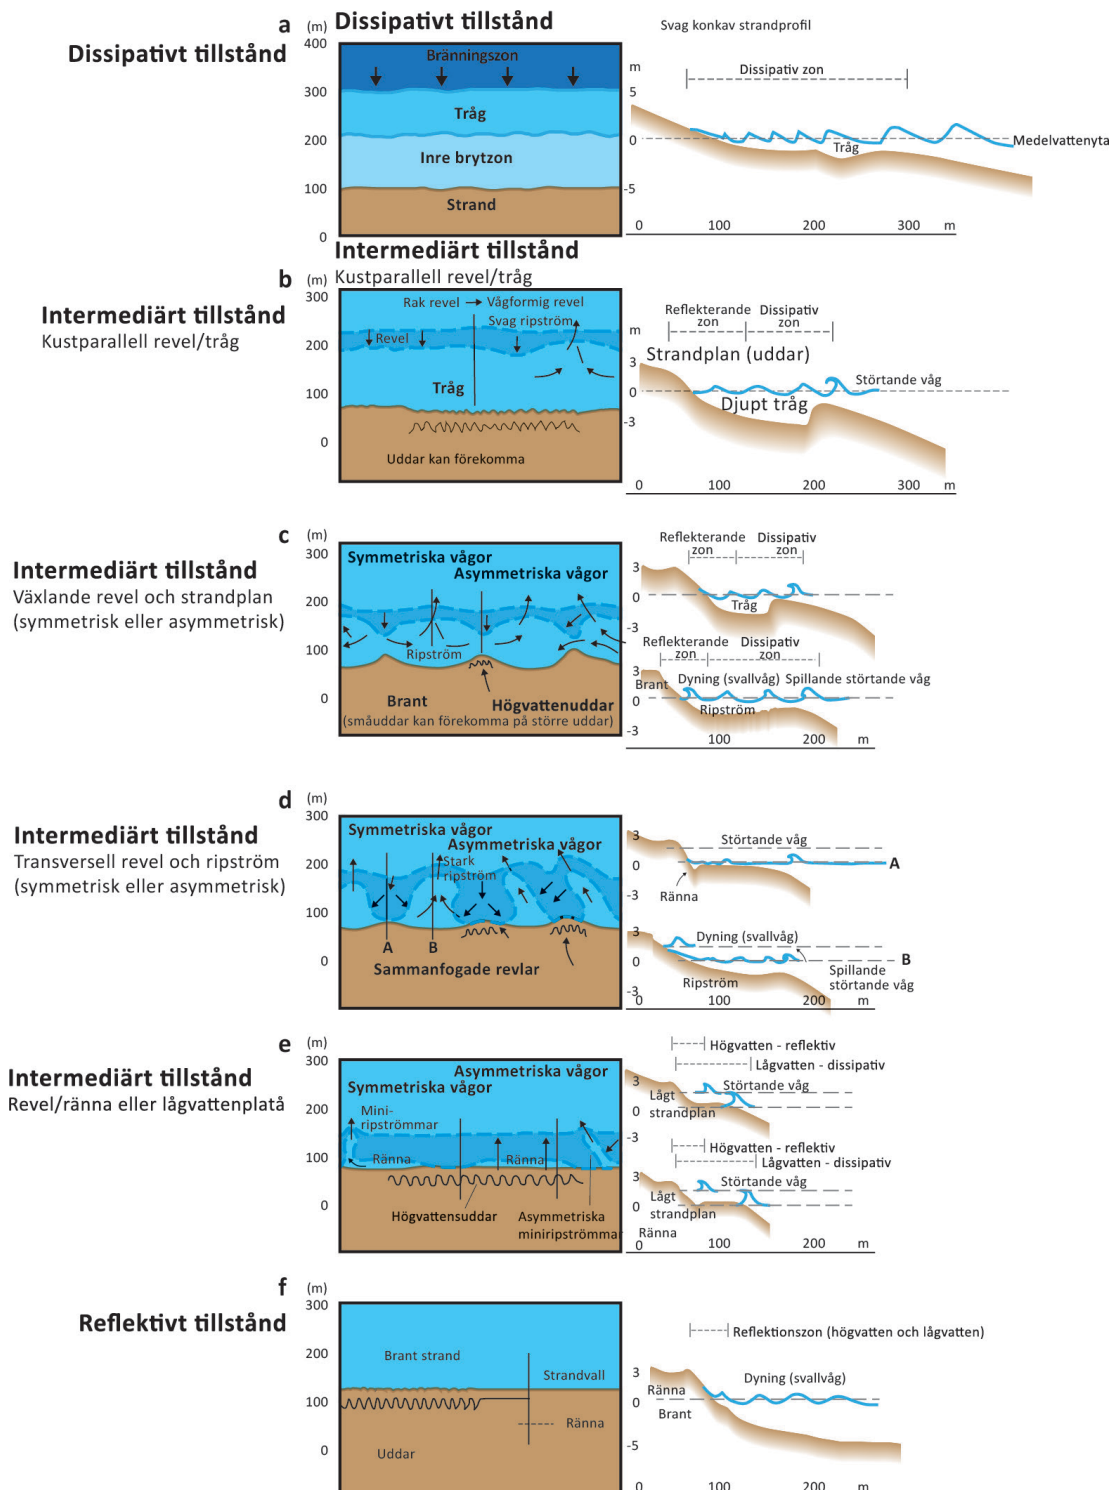 a
(m)
Dissipativt tillstånd
Dissipativt tillstånd
Svag konkav strandprofil
400
300
200
100
0
Bränningszon
Tråg
Inre brytzon
Strand
m
5
0
-5
Dissipativ zon
Tråg
Medelvattenyta
0 100 200 300 m
b
(m)
Intermediärt tillstånd
Kustparallell revel/tråg
Intermediärt tillstånd
Kustparallell revel/tråg
300
200
100
0
Rak revel
Vågformig revel
Svag ripström
Revel
Tråg
Uddar kan förekomma
m
3
0
-3
Reflekterande
zon
Dissipativ
zon
Strandplan (uddar)
Störtande våg
Djupt tråg
0 100 200 300 m
c
(m)
Intermediärt tillstånd
Växlande revel och strandplan
(symmetrisk eller asymmetrisk)
300
200
100
0
Symmetriska vågor
Asymmetriska vågor
Ripström
Brant
Högvattenuddar
(småuddar kan förekomma på större uddar)
Reflekterande
zon
Dissipativ
zon
3
0
-3
Tråg
Reflekterande
zon
Dissipativ
zon
3
0
-3
Brant
Dyning (svallvåg)
Spillande störtande våg
Ripström
0 100 200 m
d
(m)
Intermediärt tillstånd
Transversell revel och ripström
(symmetrisk eller asymmetrisk)
300
200
100
0
Symmetriska vågor
Asymmetriska vågor
Stark
ripström
A
B
Sammanfogade revlar
3
0
-3
Störtande våg
A
Ränna
3
0
-3
Dyning (svallvåg)
B
Spillande
störtande våg
Ripström
0 100 200 m
e
(m)
Intermediärt tillstånd
Revel/ränna eller lågvattenplatå
300
200
100
0
Asymmetriska vågor
Symmetriska vågor
Mini-
ripströmmar
Ränna
Ränna
Högvattensuddar
Asymmetriska
miniripströmmar
Högvatten - reflektiv
Lågvatten - dissipativ
3
0
-3
Störtande våg
Lågt
strandplan
Högvatten - reflektiv
Lågvatten - dissipativ
3
0
Störtande våg
Lågt
strandplan
Ränna
0 100 200 m
f
(m)
Reflektivt tillstånd
300
200
100
0
Brant strand
Strandvall
Ränna
Uddar
Reflektionszon (högvatten och lågvatten)
3
0
-5
Ränna
Brant
Dyning (svallvåg)
0 100 200 m